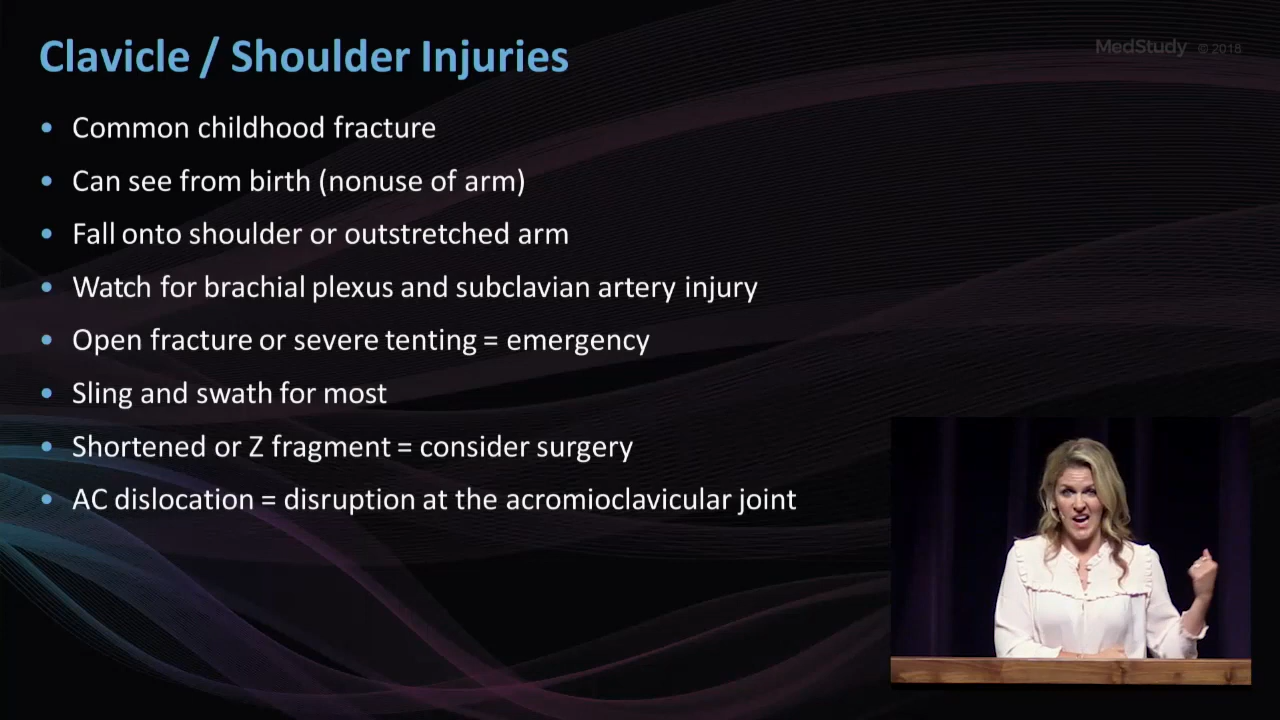 Clavicle / Shoulder Injuries
MedStudy © 2018
• Common childhood fracture
• Can see from birth (nonuse of arm)
• Fall onto shoulder or outstretched arm
• Watch for brachial plexus and subclavian artery injury
• Open fracture or severe tenting = emergency
• Sling and swath for most
• Shortened or Z fragment = consider surgery
• AC dislocation = disruption at the acromioclavicular joint